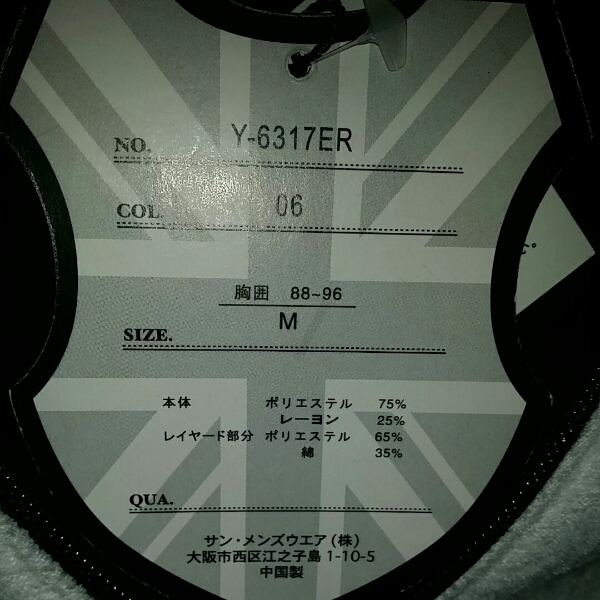 NO. Y-6317ER
COL. 06
胸囲 88~96
M
SIZE.
本体 ポリエステル 75%
レーヨン 25%
レイヤード部分 ポリエステル 65%
綿 35%
QUA.
サン・メンズウエア(株)
大阪市西区江之子島1-10-5
中国製